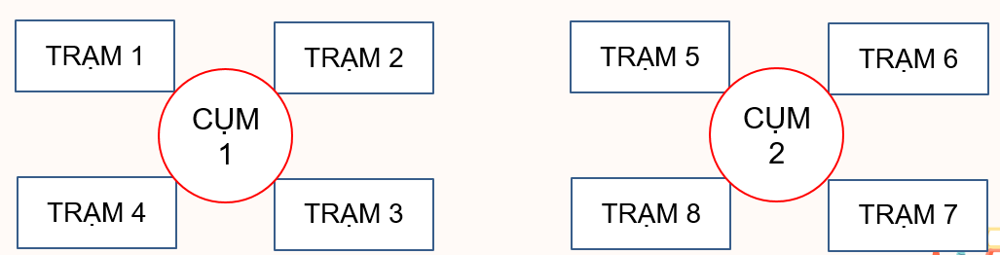 TRẠM 1
TRẠM 2
CỤM
1
TRẠM 4
TRẠM 3
TRẠM 5
TRẠM 6
CỤM
2
TRẠM 8
TRẠM 7